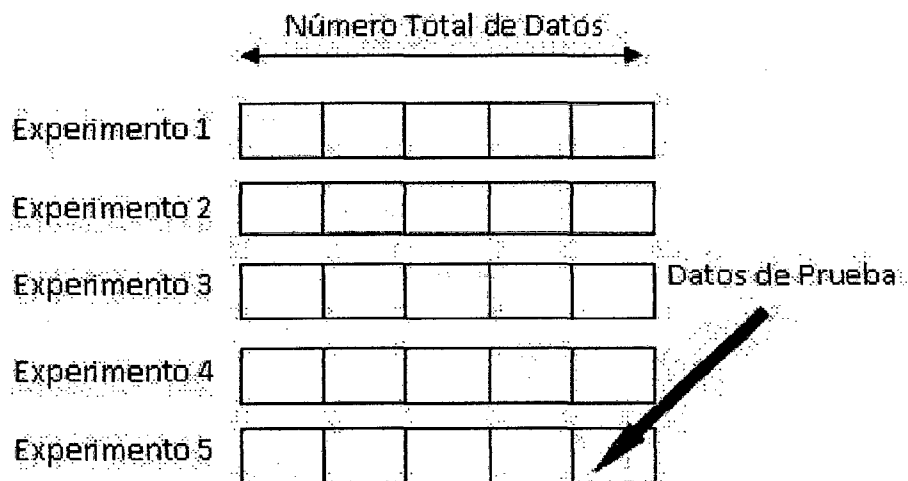 Número Total de Datos
Experimento 1
Experimento 2
Experimento 3
Datos de Prueba
Experimento 4
Experimento 5